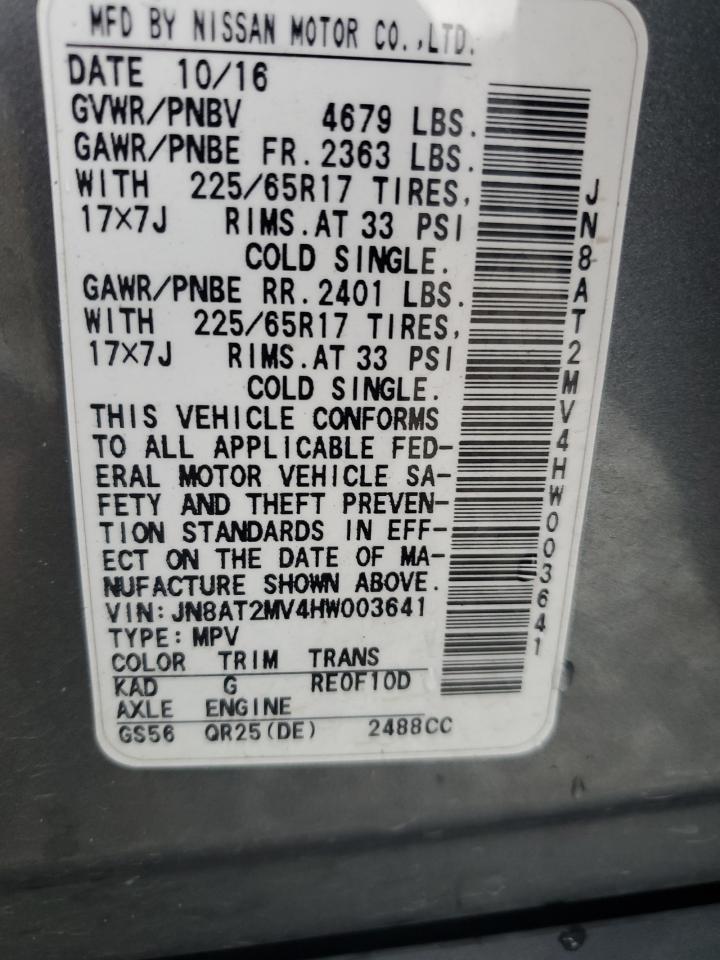 MFD BY NISSAN MOTOR CO.,LTD.
DATE 10/16
GVWR/PNBV 4679 LBS.
GAWR/PNBE FR. 2363 LBS.
WITH 225/65R17 TIRES,
17X7J RIMS. AT 33 PSI
COLD SINGLE.
GAWR/PNBE RR. 2401 LBS.
WITH 225/65R17 TIRES,
17X7J RIMS. AT 33 PSI
COLD SINGLE.
THIS VEHICLE CONFORMS
TO ALL APPLICABLE FED-
ERAL MOTOR VEHICLE SA-
FETY AND THEFT PREVEN-
TION STANDARDS IN EFF-
ECT ON THE DATE OF MA-
NUFACTURE SHOWN ABOVE.
VIN: JN8AT2MV4HW003641
TYPE: MPV
COLOR TRIM TRANS
KAD G RE0F10D
AXLE ENGINE
GS56 QR25(DE) 2488CC
JN8AT2MV4HW003641